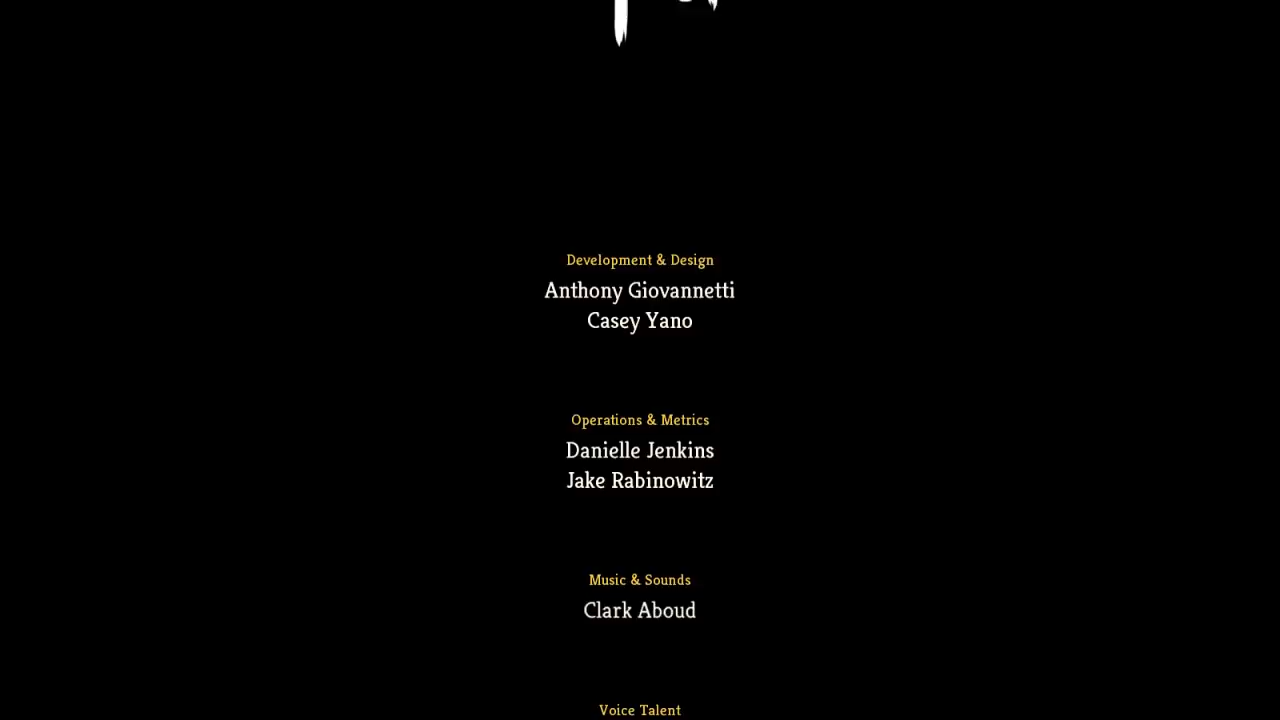 Development & Design
Anthony Giovannetti
Casey Yano
Operations & Metrics
Danielle Jenkins
Jake Rabinowitz
Music & Sounds
Clark Aboud
Voice Talent